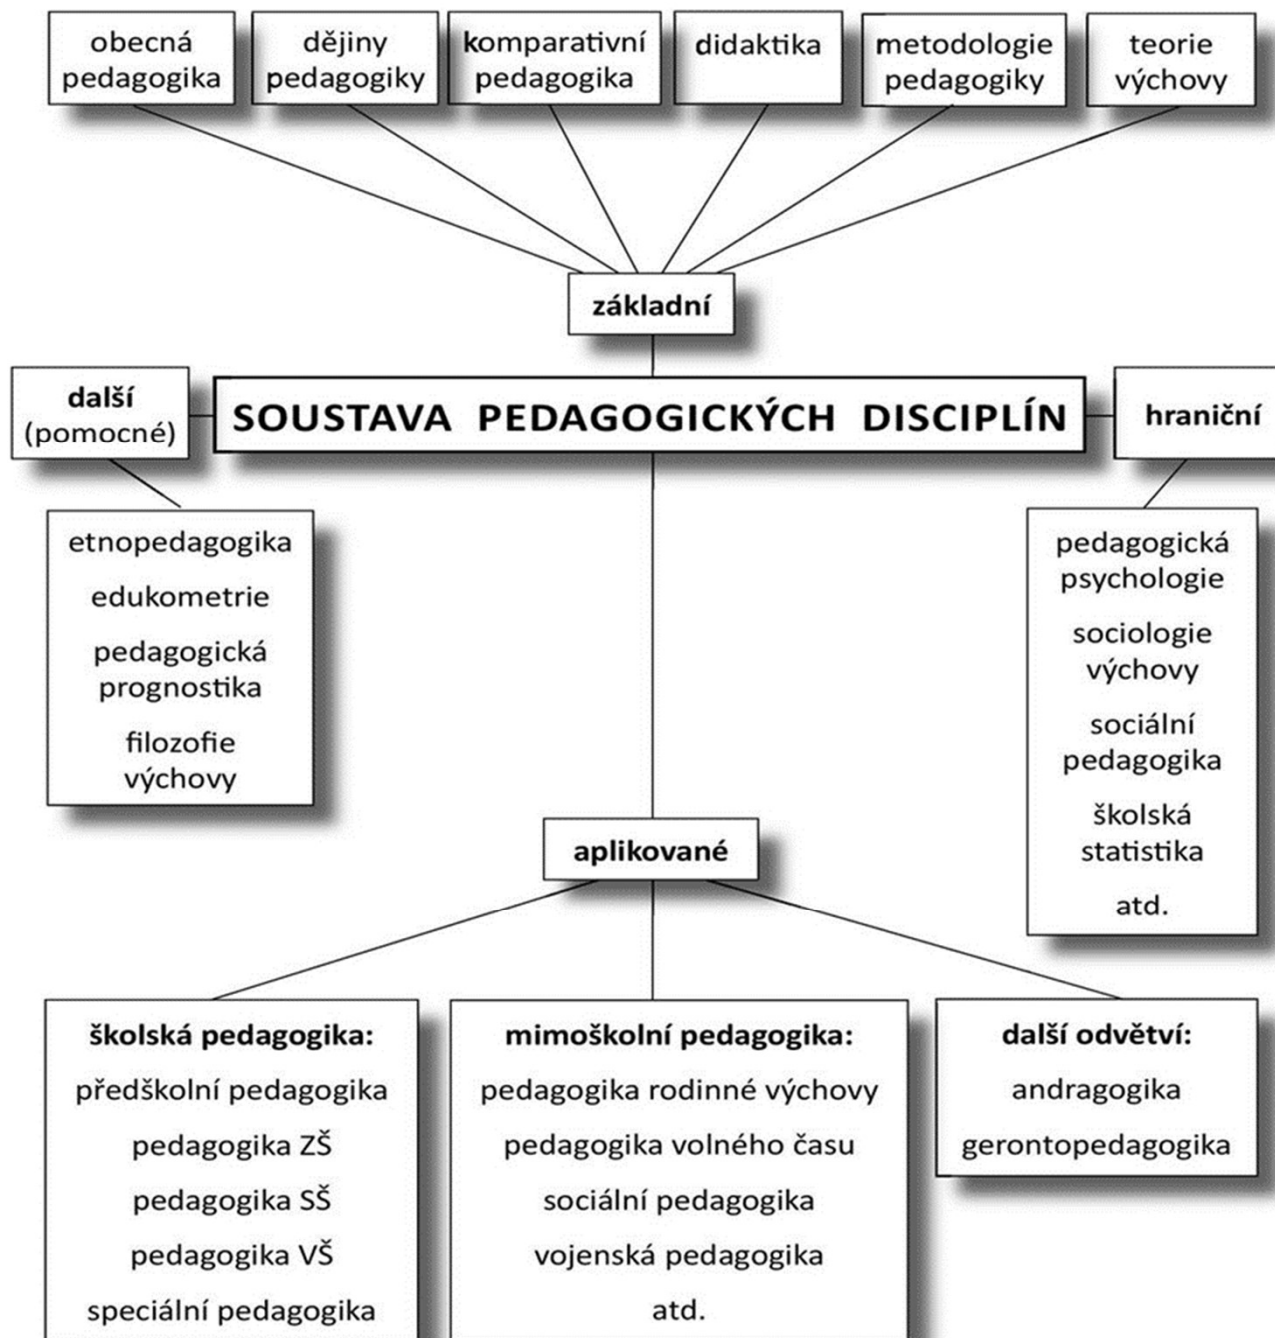 obecná
pedagogika
dějiny
pedagogiky
komparativní
pedagogika
didaktika
metodologie
pedagogiky
teorie
výchovy
základní
další
(pomocné)
SOUSTAVA PEDAGOGICKÝCH DISCIPLÍN
hraniční
etnopedagogika
edukometrie
pedagogická
prognostika
filozofie
výchovy
pedagogická
psychologie
sociologie
výchovy
sociální
pedagogika
školská
statistika
atd.
aplikované
školská pedagogika:
předškolní pedagogika
pedagogika ZŠ
pedagogika SŠ
pedagogika VŠ
speciální pedagogika
mimoškolní pedagogika:
pedagogika rodinné výchovy
pedagogika volného času
sociální pedagogika
vojenská pedagogika
atd.
další odvětví:
andragogika
gerontopedagogika